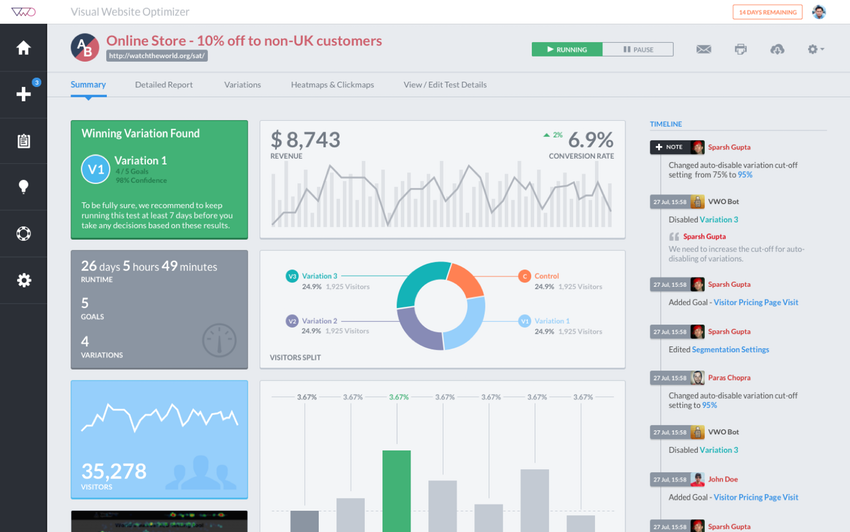 VWO
Visual Website Optimizer
14 DAYS REMAINING
3
AB
Online Store - 10% off to non-UK customers
http://watchtheworld.org/sat/
RUNNING
PAUSE
Summary
Detailed Report
Variations
Heatmaps & Clickmaps
View / Edit Test Details
Winning Variation Found
V1
Variation 1
4 / 5 Goals
98% Confidence
To be fully sure, we recommend to keep
running this test at least 7 days before you
take any decisions based on these results.
$ 8,743
REVENUE
2%
6.9%
CONVERSION RATE
26 days 5 hours 49 minutes
RUNTIME
5
GOALS
4
VARIATIONS
V3
Variation 3
24.9% 1,925 Visitors
C
Control
24.9% 1,925 Visitors
V2
Variation 2
24.9% 1,925 Visitors
V1
Variation 1
24.9% 1,925 Visitors
VISITORS SPLIT
35,278
VISITORS
3.67% 3.67% 3.67% 3.67% 3.67% 3.67% 3.67%
TIMELINE
NOTE
Sparsh Gupta
Changed auto-disable variation cut-off
setting from 75% to 95%
27 Jul, 15:58
VWO Bot
Disabled Variation 3
Sparsh Gupta
We need to increase the cut-off for auto-
disabling of variations.
27 Jul, 15:58
Sparsh Gupta
Added Goal - Visitor Pricing Page Visit
27 Jul, 15:58
Sparsh Gupta
Edited Segmentation Settings
27 Jul, 15:58
Paras Chopra
Changed auto-disable variation cut-off
setting to 95%
27 Jul, 15:58
VWO Bot
Disabled Variation 3
27 Jul, 15:58
John Doe
Added Goal - Visitor Pricing Page Visit
27 Jul, 15:58
Sparsh Gupta